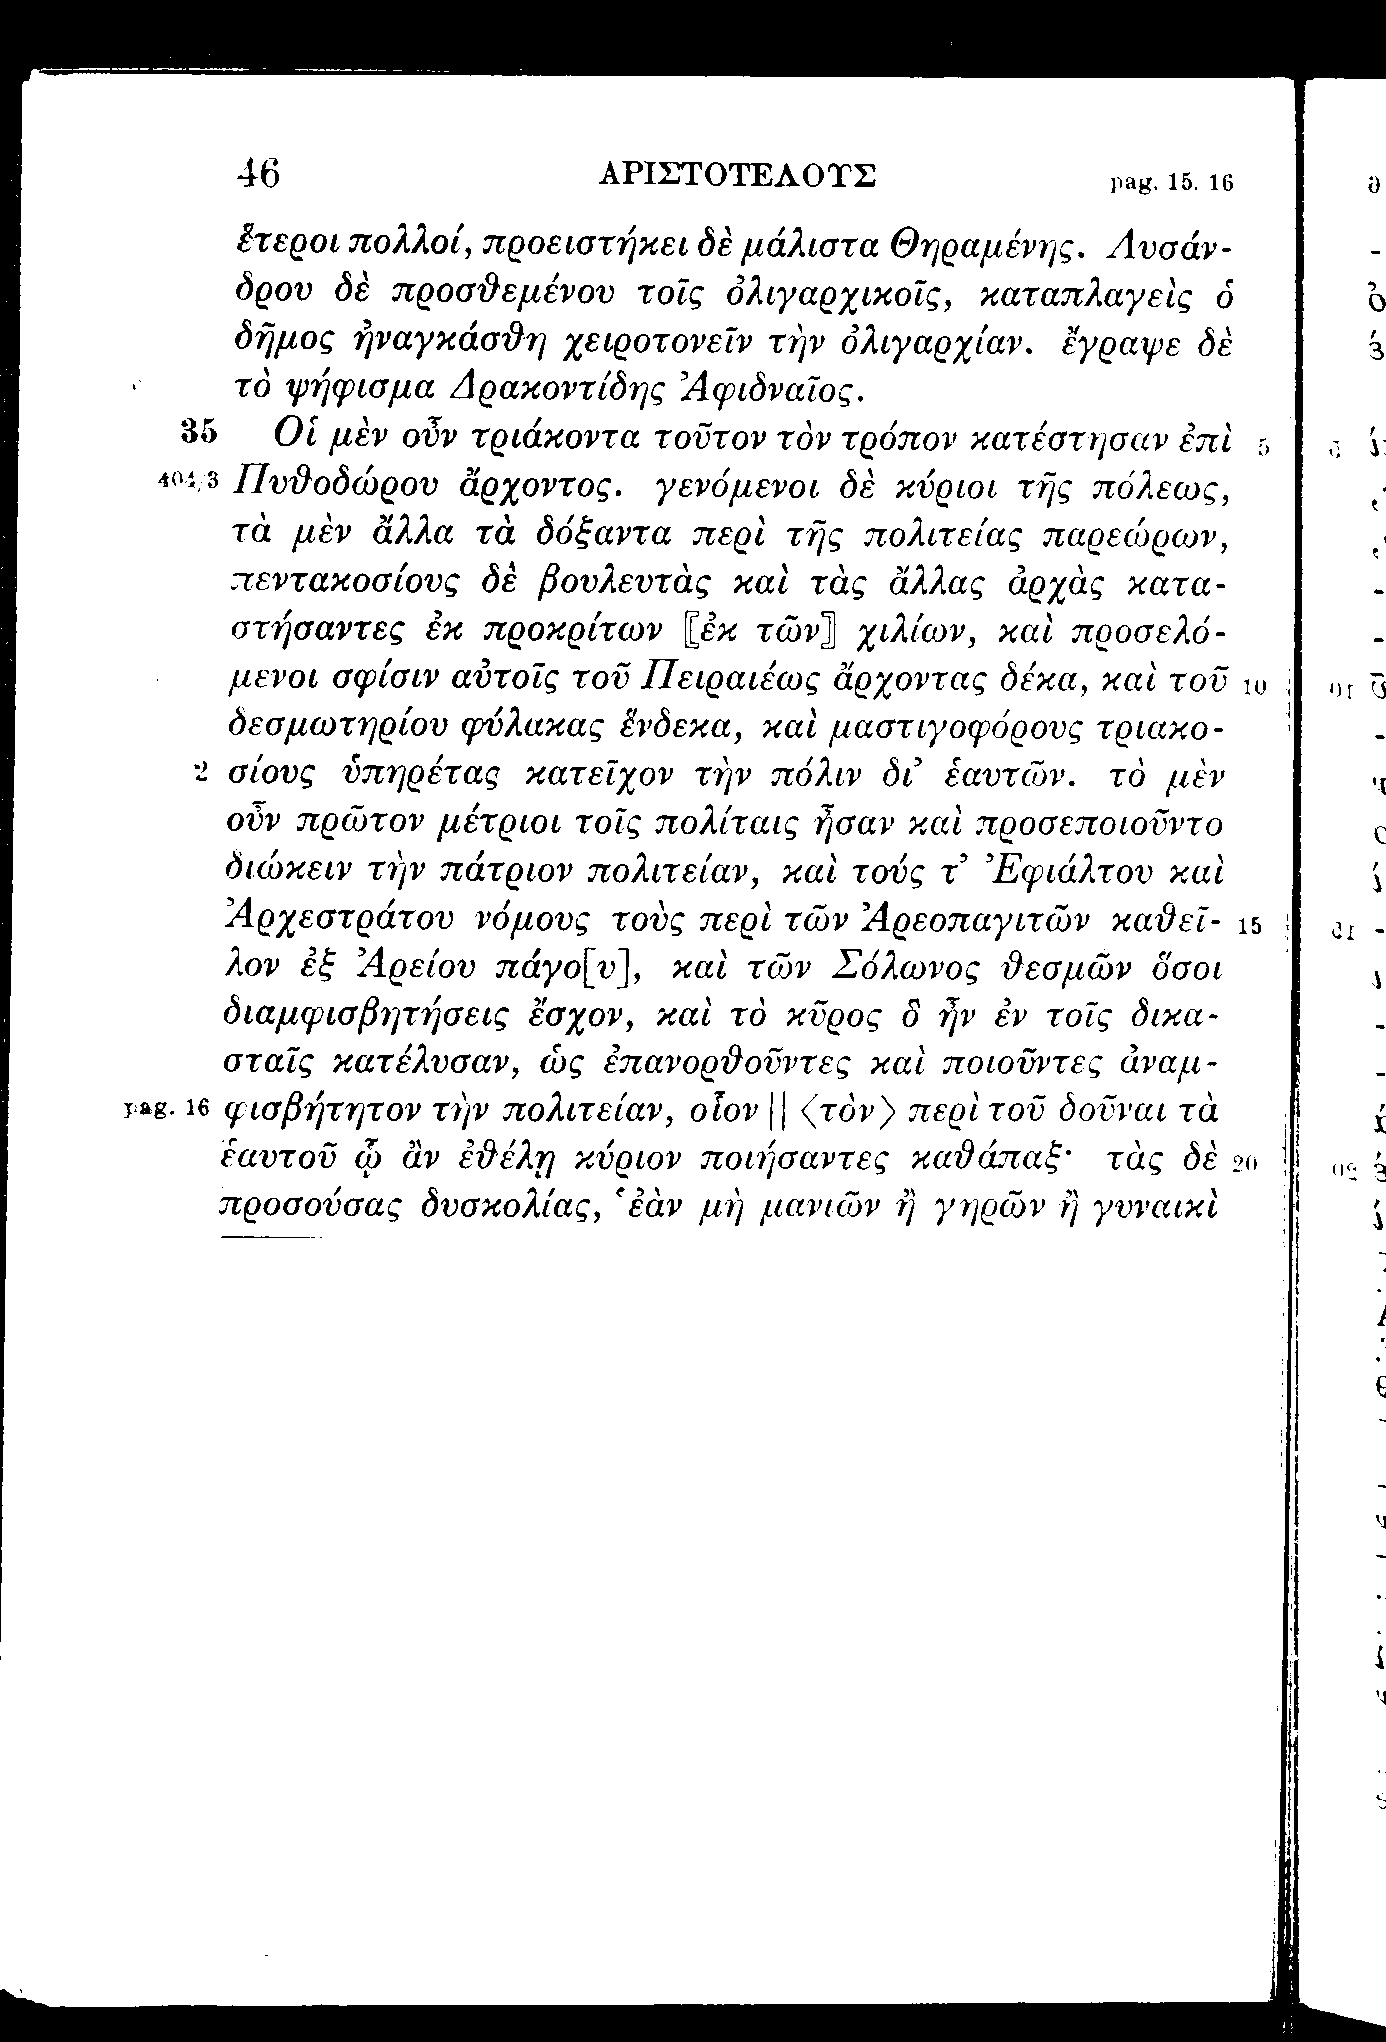 46 ΑΡΙΣΤΟΤΕΛΟΥΣ pag. 15. 16
ἕτεροι πολλοί, προειστήκει δὲ μάλιστα Θηραμένης. Λυσάν-
δρου δὲ προσθεμένου τοῖς ὀλιγαρχικοῖς, καταπλαγεὶς ὁ
δῆμος ἠναγκάσθη χειροτονεῖν τὴν ὀλιγαρχίαν. ἔγραψε δὲ
τὸ ψήφισμα Δρακοντίδης Ἀφιδναῖος.
35 Οἱ μὲν οὖν τριάκοντα τοῦτον τὸν τρόπον κατέστησαν ἐπὶ 5
404/3 Πυθοδώρου ἄρχοντος. γενόμενοι δὲ κύριοι τῆς πόλεως,
τὰ μὲν ἄλλα τὰ δόξαντα περὶ τῆς πολιτείας παρεώρων,
πεντακοσίους δὲ βουλευτὰς καὶ τὰς ἄλλας ἀρχὰς κατα-
στήσαντες ἐκ προκρίτων ⟦ἐκ τῶν⟧ χιλίων, καὶ προσελό-
μενοι σφίσιν αὐτοῖς τοῦ Πειραιέως ἄρχοντας δέκα, καὶ τοῦ 10
δεσμωτηρίου φύλακας ἕνδεκα, καὶ μαστιγοφόρους τριακο-
2 σίους ὑπηρέτας κατεῖχον τὴν πόλιν δι’ ἑαυτῶν. τὸ μὲν
οὖν πρῶτον μέτριοι τοῖς πολίταις ἦσαν καὶ προσεποιοῦντο
διώκειν τὴν πάτριον πολιτείαν, καὶ τούς τ’ Ἐφιάλτου καὶ
Ἀρχεστράτου νόμους τοὺς περὶ τῶν Ἀρεοπαγιτῶν καθεῖ- 15
λον ἐξ Ἀρείου πάγο[υ], καὶ τῶν Σόλωνος θεσμῶν ὅσοι
διαμφισβητήσεις ἔσχον, καὶ τὸ κῦρος ὃ ἦν ἐν τοῖς δικα-
σταῖς κατέλυσαν, ὡς ἐπανορθοῦντες καὶ ποιοῦντες ἀναμ-
pag. 16 φισβήτητον τὴν πολιτείαν, οἷον || ⟨τὸν⟩ περὶ τοῦ δοῦναι τὰ
ἑαυτοῦ ᾧ ἂν ἐθέλῃ κύριον ποιήσαντες καθάπαξ· τὰς δὲ 20
προσούσας δυσκολίας, ‘ἐὰν μὴ μανιῶν ἢ γηρῶν ἢ γυναικὶ